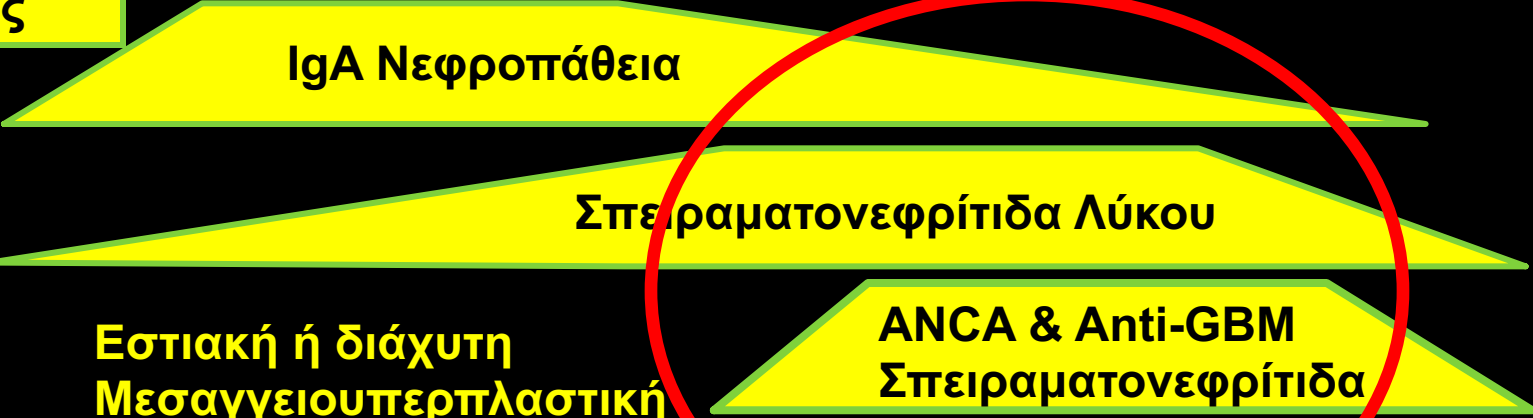 ς
IgA Νεφροπάθεια
Σπειραματονεφρίτιδα Λύκου
Εστιακή ή διάχυτη
Μεσαγγειουπερπλαστική
ANCA & Anti-GBM
Σπειραματονεφρίτιδα